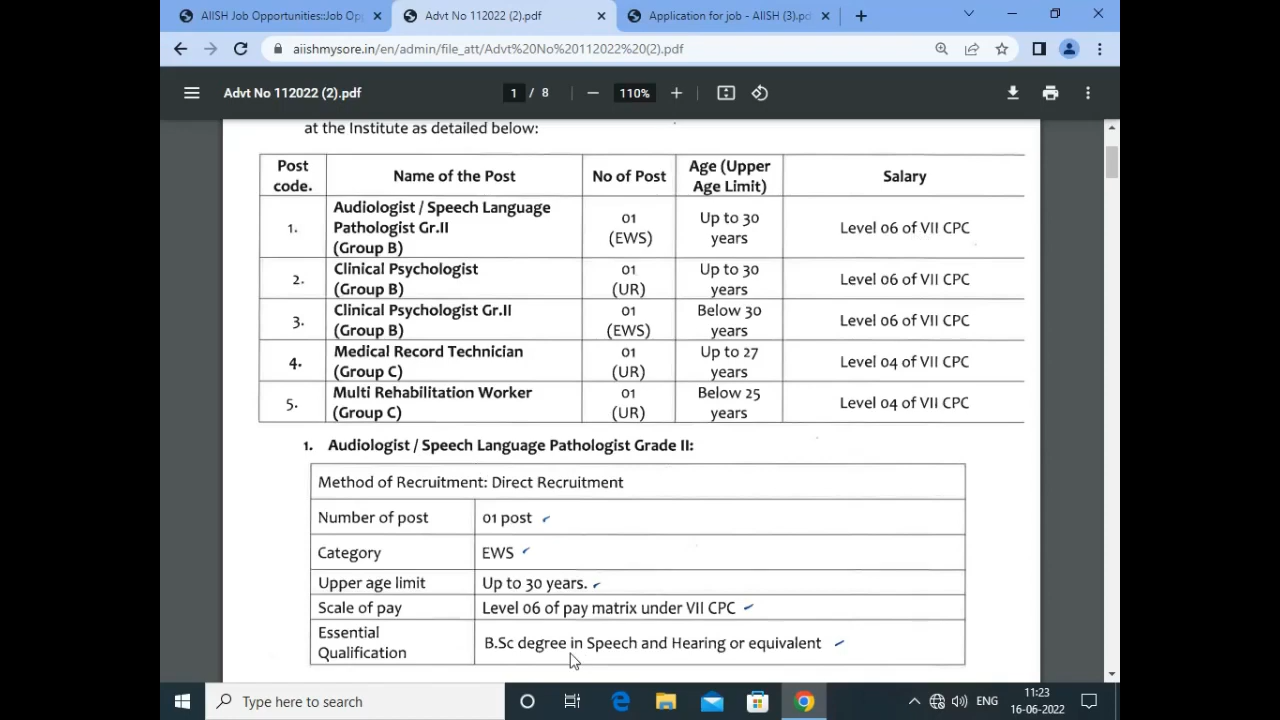 AIISH Job Opportunities::Job Op
Advt No 112022 (2).pdf
Application for job - AIISH (3).pd
aiishmysore.in/en/admin/file_att/Advt%20No%20112022%20(2).pdf
Advt No 112022 (2).pdf
1 / 8
110%
at the Institute as detailed below:
Post code. Name of the Post No of Post Age (Upper Age Limit) Salary
1. Audiologist / Speech Language Pathologist Gr.II (Group B) 01 (EWS) Up to 30 years Level 06 of VII CPC
2. Clinical Psychologist (Group B) 01 (UR) Up to 30 years Level 06 of VII CPC
3. Clinical Psychologist Gr.II (Group B) 01 (EWS) Below 30 years Level 06 of VII CPC
4. Medical Record Technician (Group C) 01 (UR) Up to 27 years Level 04 of VII CPC
5. Multi Rehabilitation Worker (Group C) 01 (UR) Below 25 years Level 04 of VII CPC
1. Audiologist / Speech Language Pathologist Grade II:
Method of Recruitment: Direct Recruitment
Number of post 01 post
Category EWS
Upper age limit Up to 30 years.
Scale of pay Level 06 of pay matrix under VII CPC
Essential Qualification B.Sc degree in Speech and Hearing or equivalent
Type here to search
ENG
11:23
16-06-2022